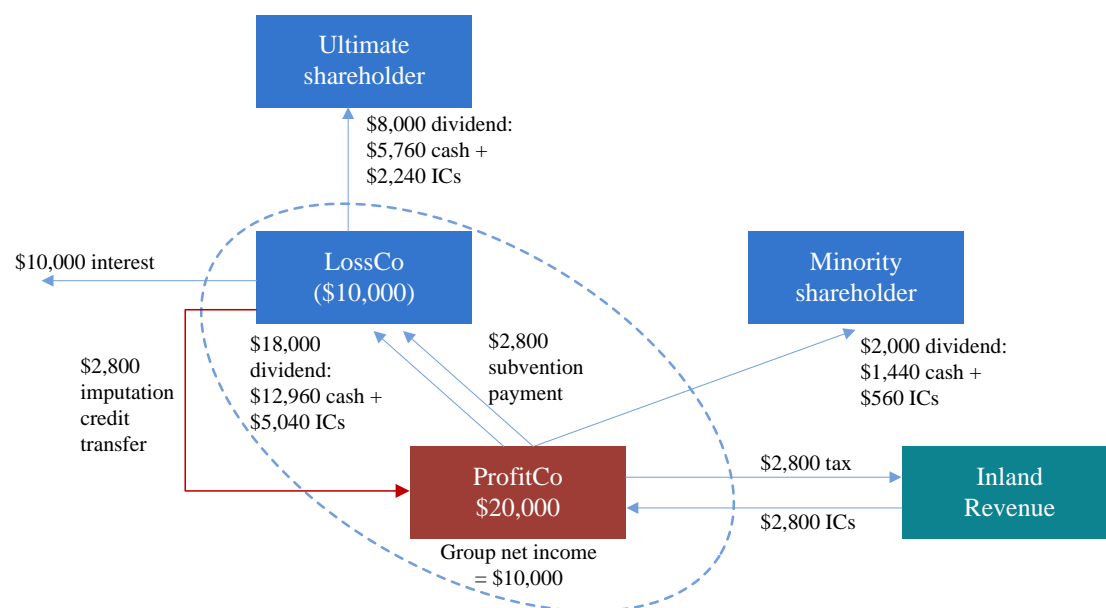 Ultimate
shareholder
$8,000 dividend:
$5,760 cash +
$2,240 ICs
$10,000 interest
LossCo
($10,000)
Minority
shareholder
$2,800
imputation
credit
transfer
$18,000
dividend:
$12,960 cash +
$5,040 ICs
$2,800
subvention
payment
$2,000 dividend:
$1,440 cash +
$560 ICs
ProfitCo
$20,000
$2,800 tax
$2,800 ICs
Inland
Revenue
Group net income
= $10,000